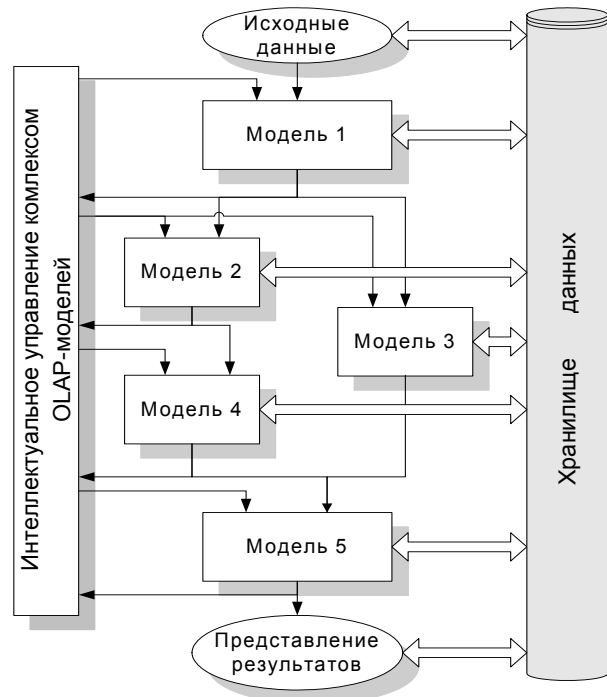 Исходные
данные
Интеллектуальное управление комлексом
OLAP-моделей
Модель 1
Модель 2
Модель 3
Модель 4
Модель 5
Представление
результатов
Хранилище данных